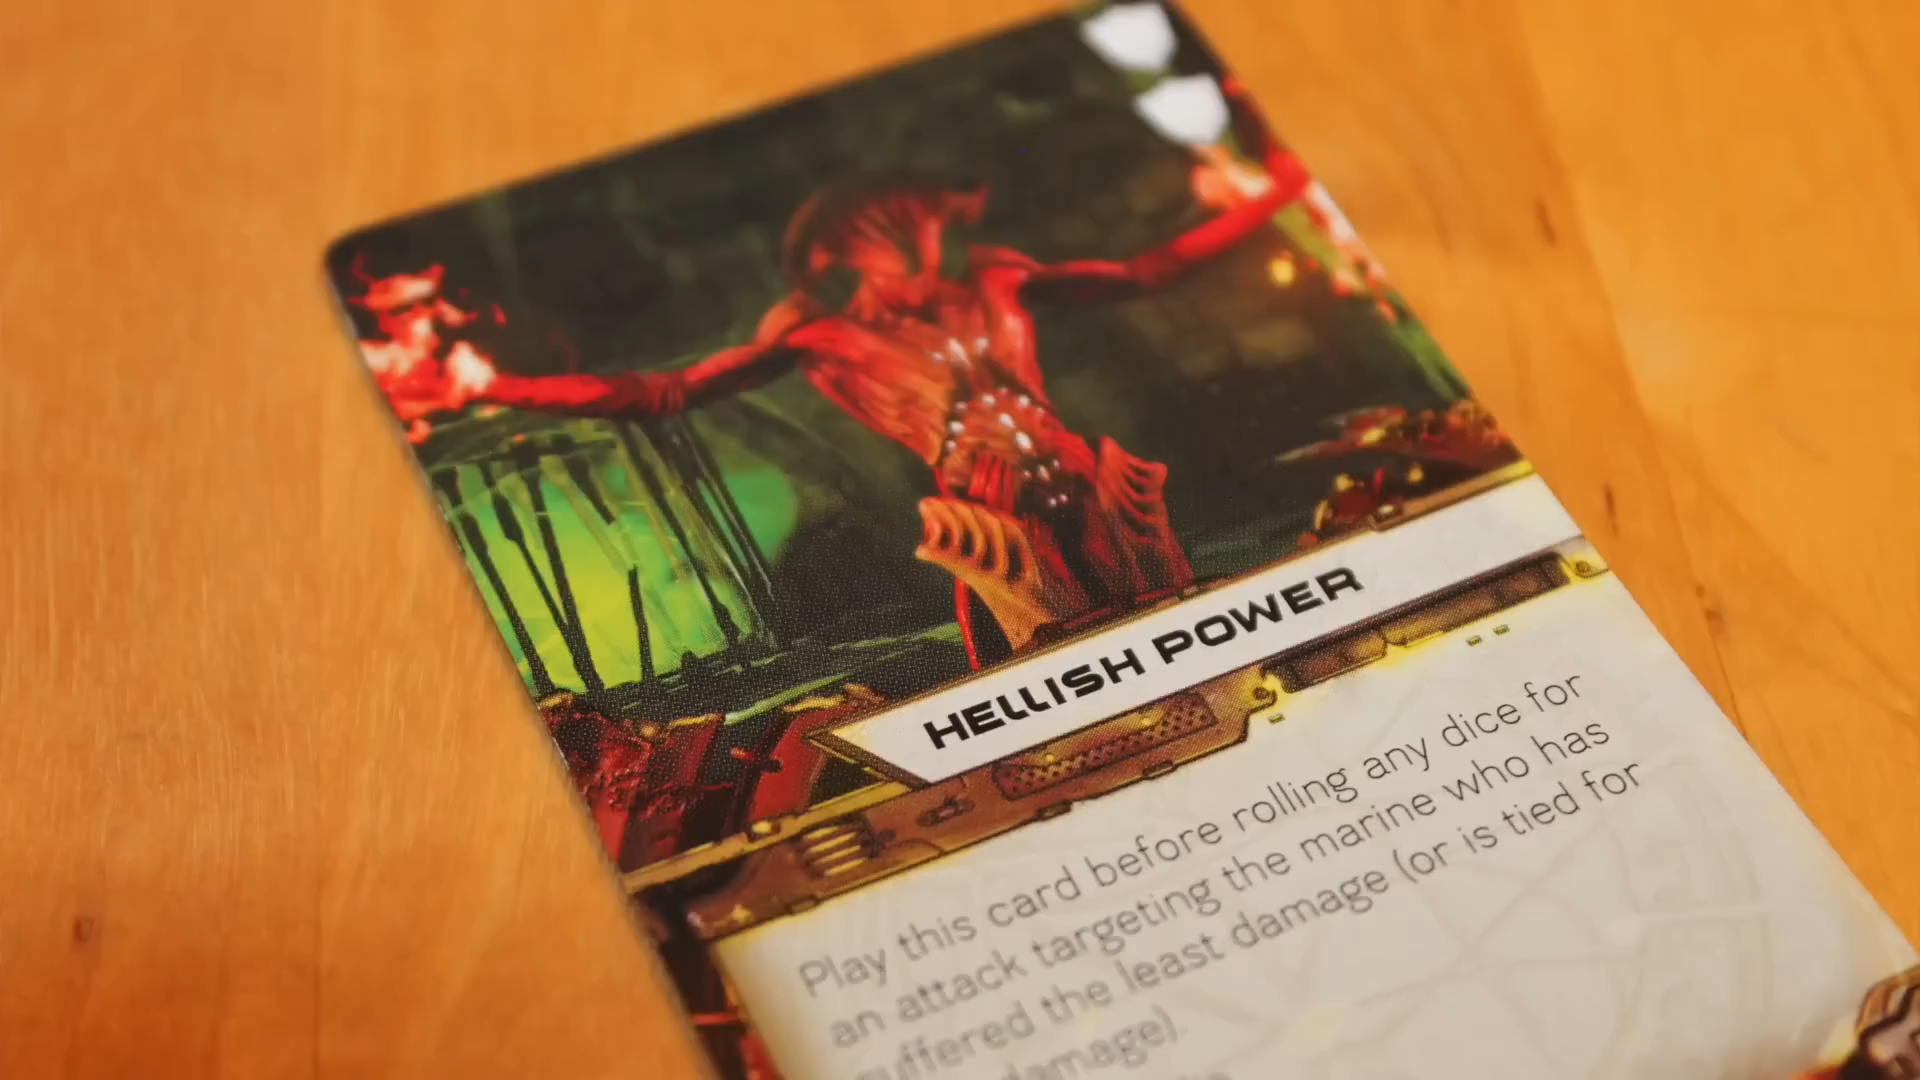 HELLISH POWER
Play this card before rolling any dice for
an attack targeting the marine who has
suffered the least damage (or is tied for
damage).